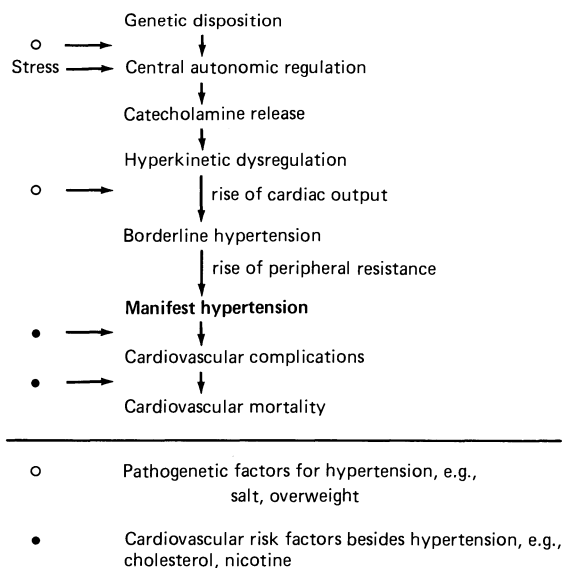 Genetic disposition
Stress
Central autonomic regulation
Catecholamine release
Hyperkinetic dysregulation
rise of cardiac output
Borderline hypertension
rise of peripheral resistance
Manifest hypertension
Cardiovascular complications
Cardiovascular mortality
Pathogenetic factors for hypertension, e.g.,
salt, overweight
Cardiovascular risk factors besides hypertension, e.g.,
cholesterol, nicotine